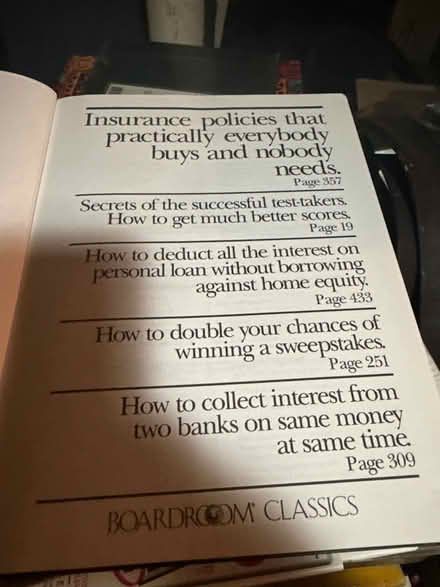 Insurance policies that
practically everybody
buys and nobody
needs.
Page 357
Secrets of the successful test-takers.
How to get much better scores.
Page 19
How to deduct all the interest on
personal loan without borrowing
against home equity.
Page 433
How to double your chances of
winning a sweepstakes.
Page 251
How to collect interest from
two banks on same money
at same time.
Page 309
BOARDROOM® CLASSICS